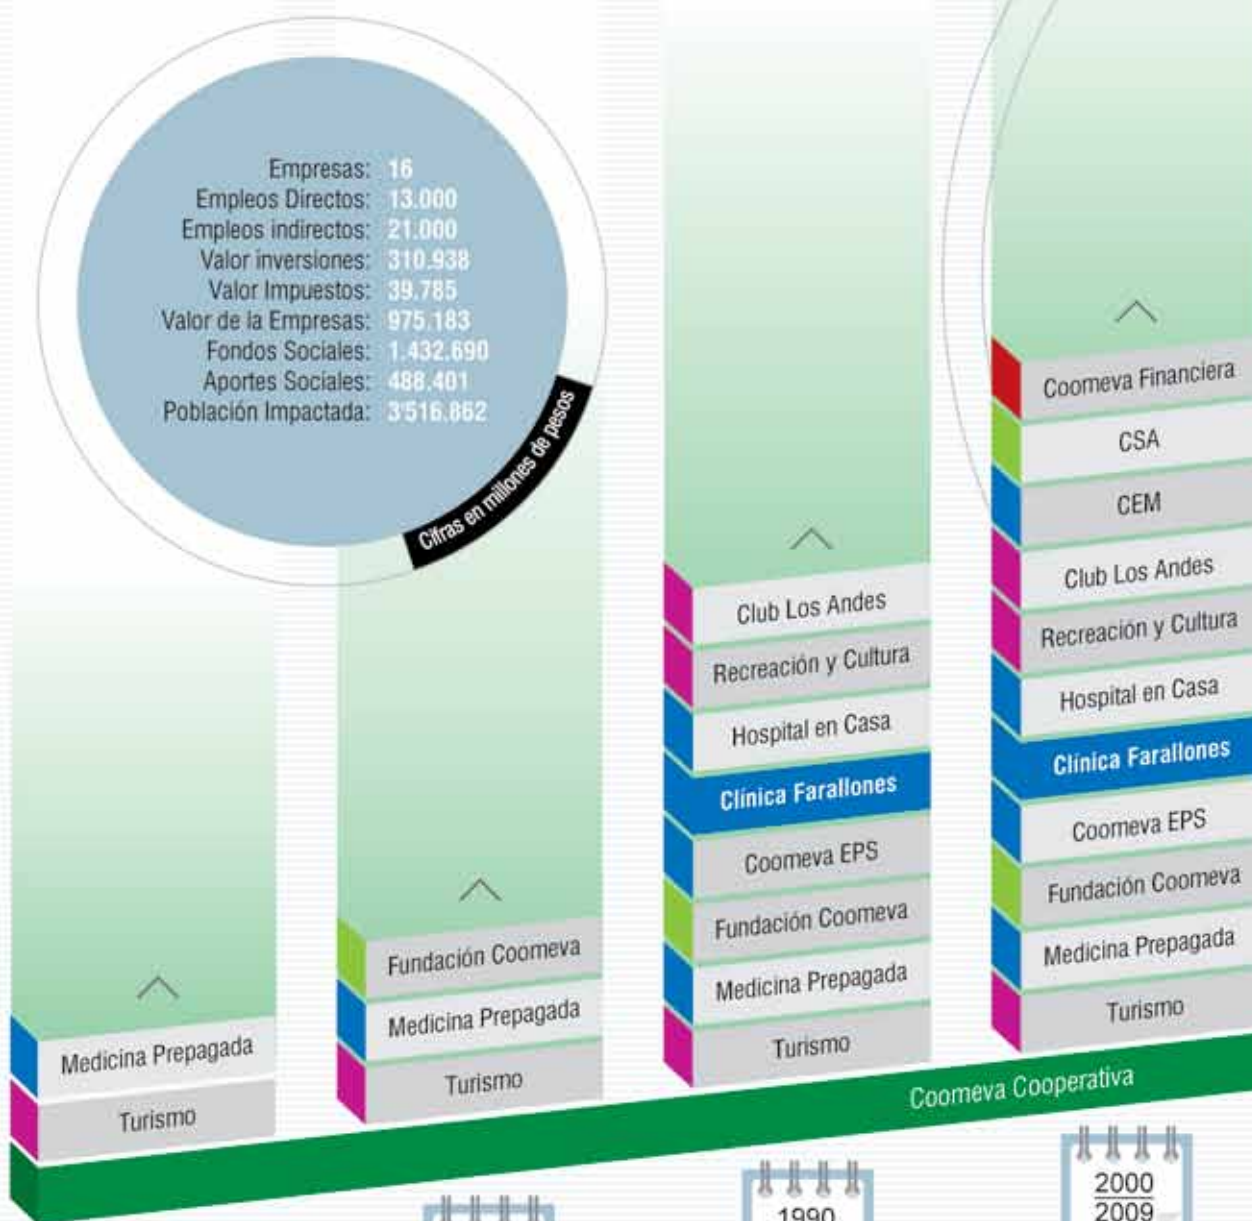 Empresas: 16
Empleos Directos: 13.000
Empleos indirectos: 21.000
Valor inversiones: 310.938
Valor Impuestos: 39.785
Valor de la Empresas: 975.183
Fondos Sociales: 1.432.690
Aportes Sociales: 488.401
Población Impactada: 3'516.862
Cifras en millones de pesos
Medicina Prepagada
Turismo
Fundación Coomeva
Medicina Prepagada
Turismo
Club Los Andes
Recreación y Cultura
Hospital en Casa
Clínica Farallones
Coomeva EPS
Fundación Coomeva
Medicina Prepagada
Turismo
Coomeva Financiera
CSA
CEM
Club Los Andes
Recreación y Cultura
Hospital en Casa
Clínica Farallones
Coomeva EPS
Fundación Coomeva
Medicina Prepagada
Turismo
Coomeva Cooperativa
1990
2000
2009